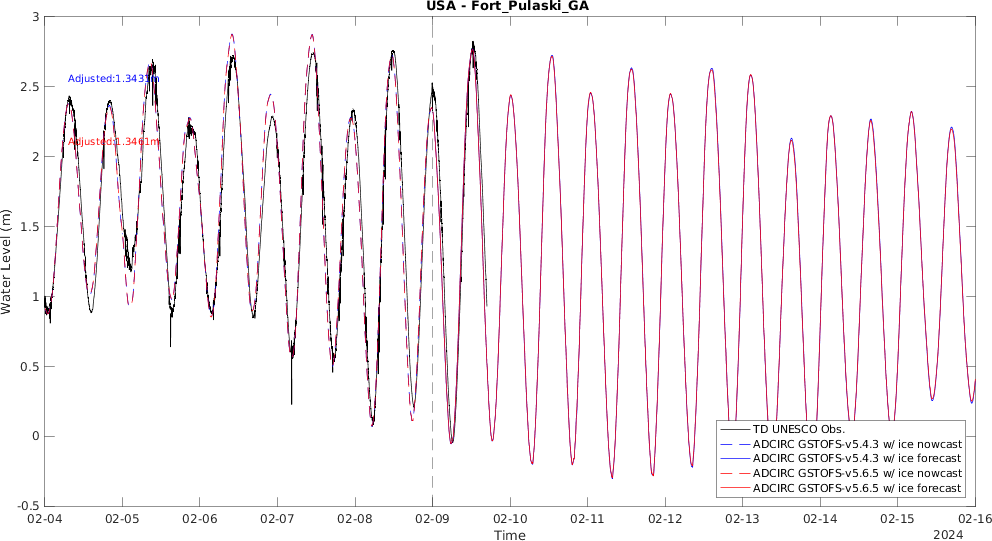 USA - Fort_Pulaski_GA
3
2.5
2
1.5
1
0.5
0
-0.5
Water Level (m)
Adjusted:1.3435m
Adjusted:1.3461m
TD UNESCO Obs.
ADCIRC GSTOFS-v5.4.3 w/ ice nowcast
ADCIRC GSTOFS-v5.4.3 w/ ice forecast
ADCIRC GSTOFS-v5.6.5 w/ ice nowcast
ADCIRC GSTOFS-v5.6.5 w/ ice forecast
02-04 02-05 02-06 02-07 02-08 02-09 02-10 02-11 02-12 02-13 02-14 02-15 02-16
Time
2024